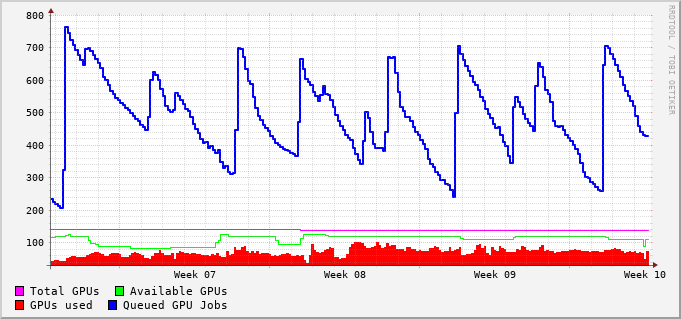 800
700
600
500
400
300
200
100
Week 07 Week 08 Week 09 Week 10
RRDTOOL / TOBI OETIKER
Total GPUs Available GPUs
GPUs used Queued GPU Jobs